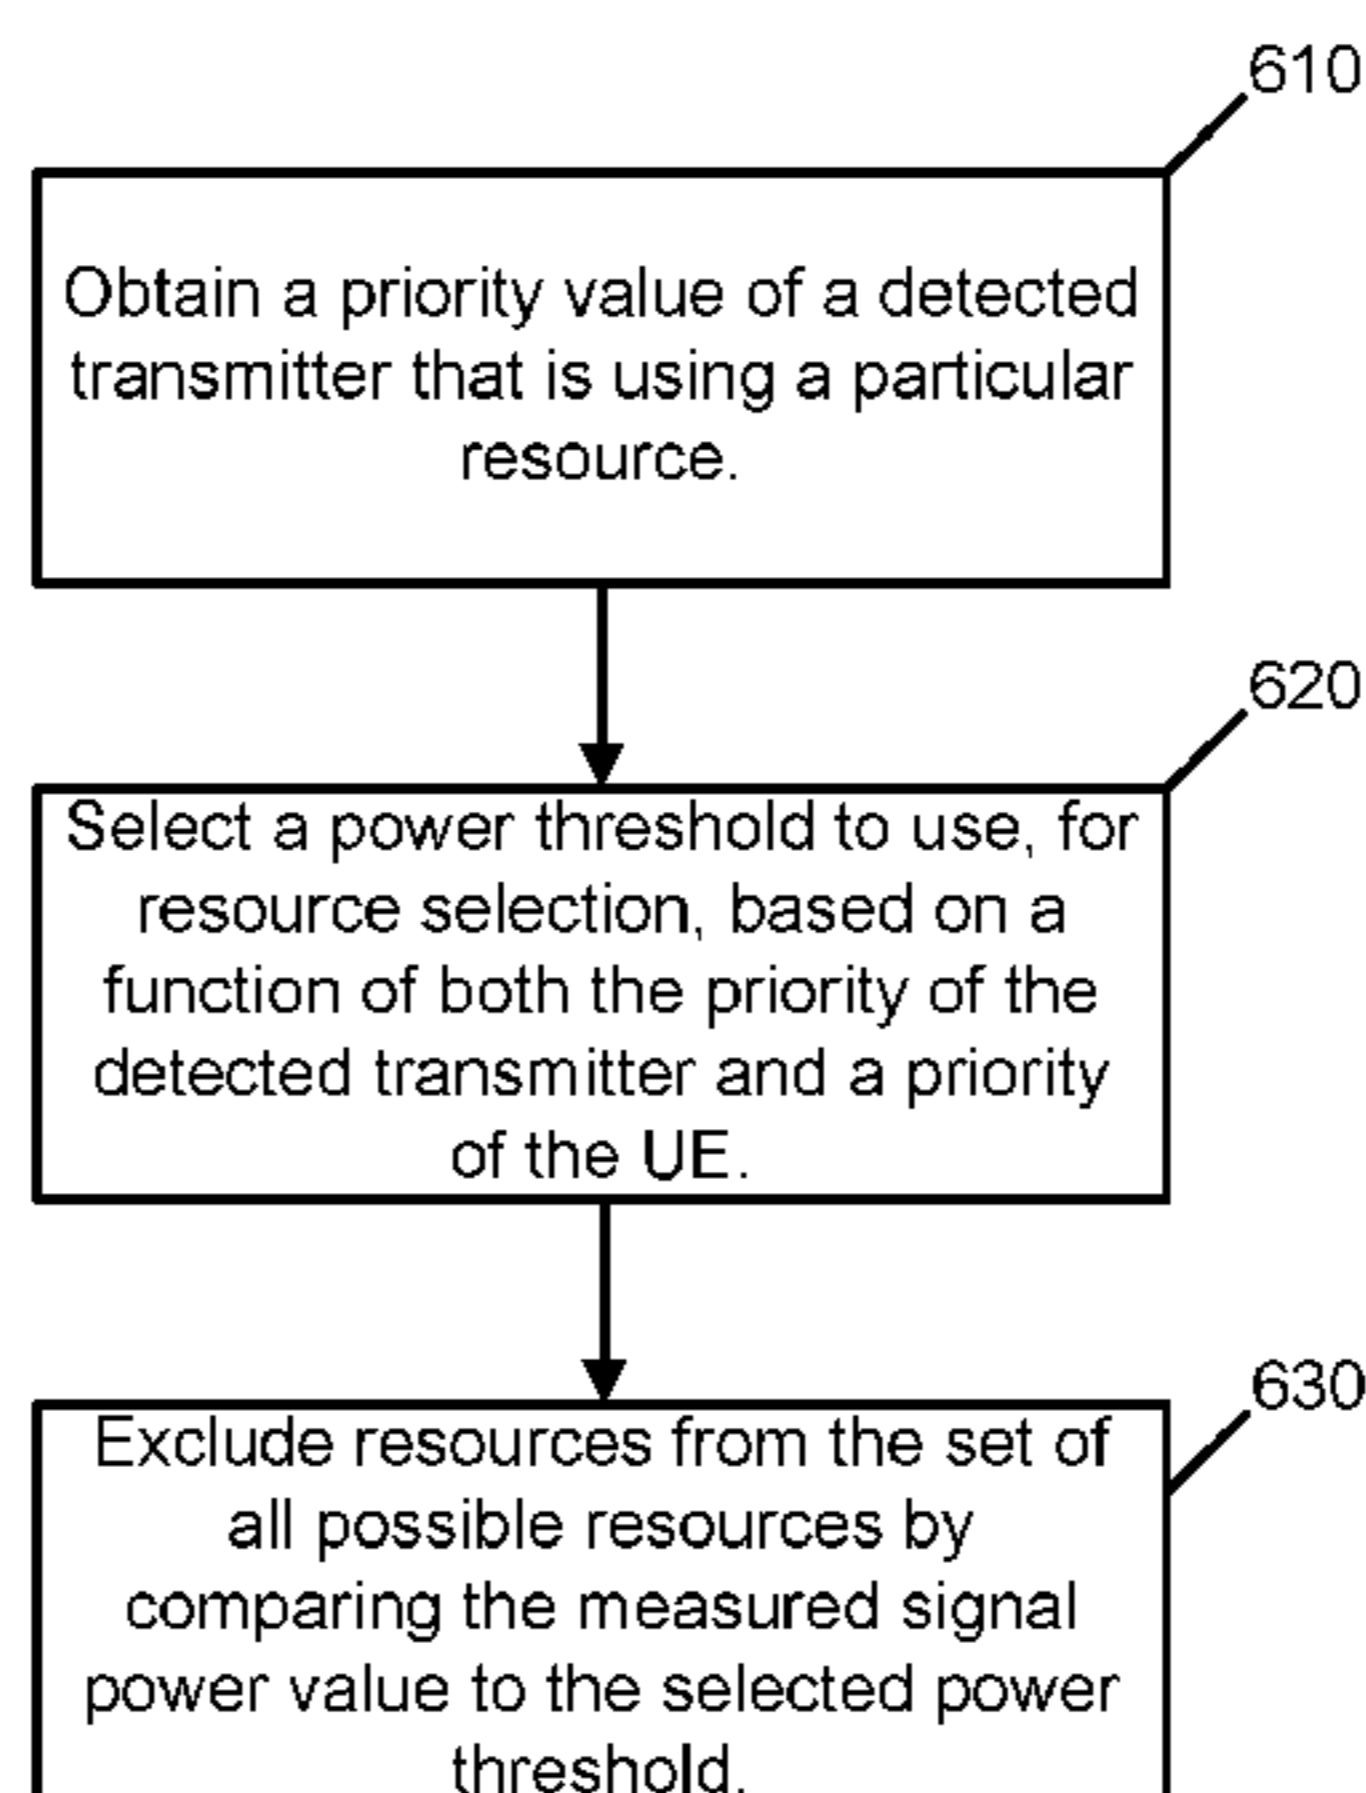 610
Obtain a priority value of a detected
transmitter that is using a particular
resource.
620
Select a power threshold to use, for
resource selection, based on a
function of both the priority of the
detected transmitter and a priority
of the UE.
630
Exclude resources from the set of
all possible resources by
comparing the measured signal
power value to the selected power
threshold.